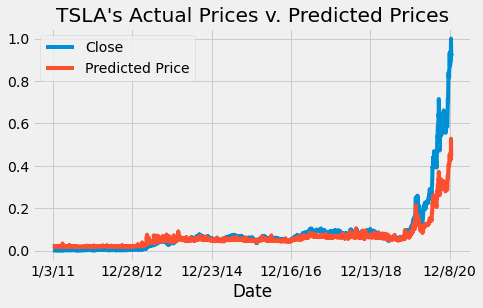 TSLA's Actual Prices v. Predicted Prices
Close
Predicted Price
1.0
0.8
0.6
0.4
0.2
0.0
1/3/11 12/28/12 12/23/14 12/16/16 12/13/18 12/8/20
Date